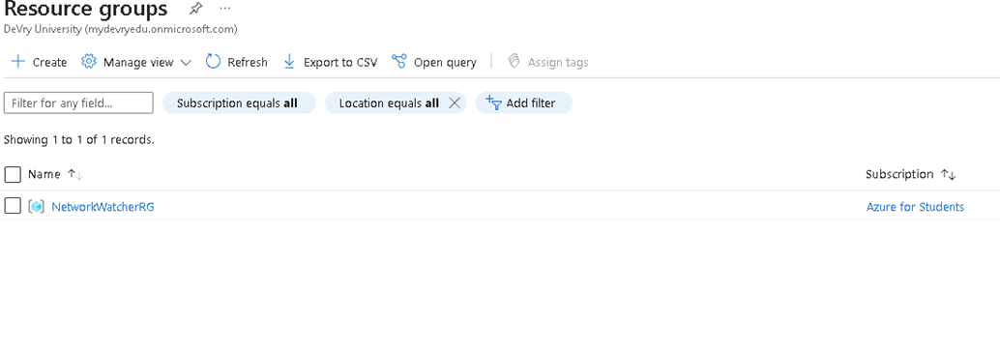 Resource groups
DeVry University (mydevryedu.onmicrosoft.com)
Create Manage view Refresh Export to CSV Open query Assign tags
Filter for any field... Subscription equals all Location equals all Add filter
Showing 1 to 1 of 1 records.
Name Subscription
NetworkWatcherRG Azure for Students